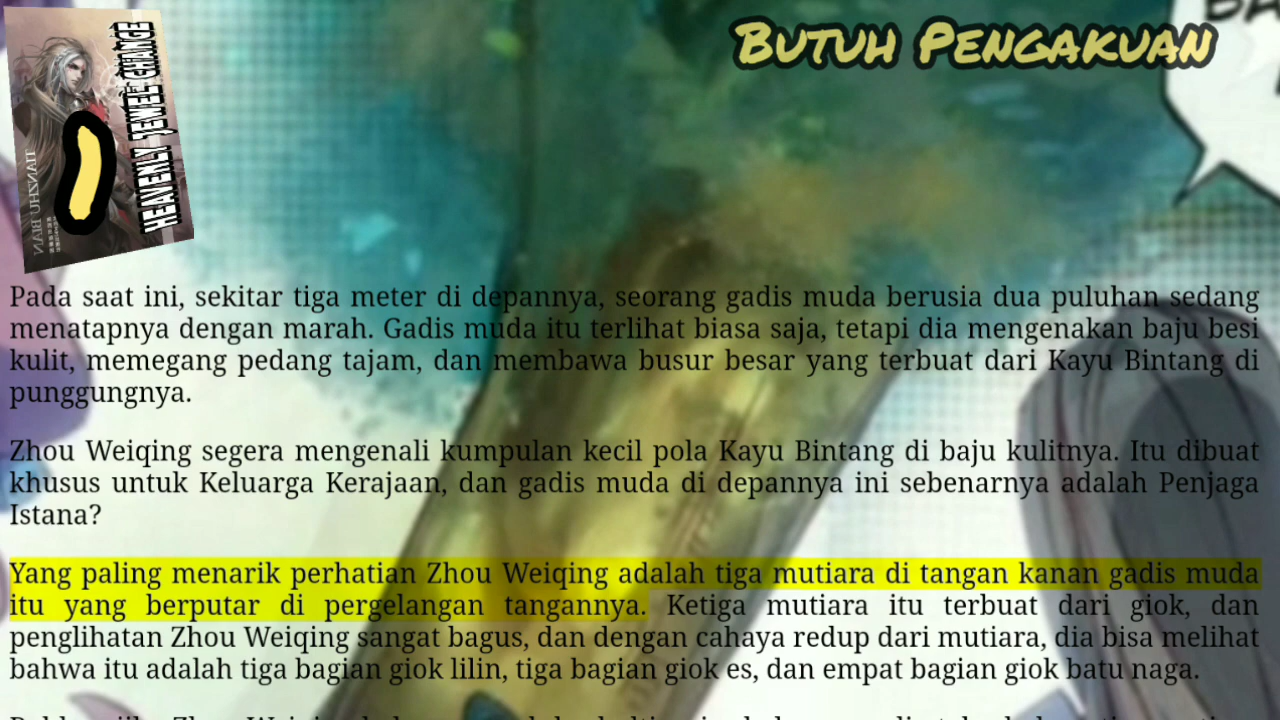 BUTUH PENGAKUAN
HEAVENLY JEWEL CHANGE
TIANZHU BIAN
Pada saat ini, sekitar tiga meter di depannya, seorang gadis muda berusia dua puluhan sedang
menatapnya dengan marah. Gadis muda itu terlihat biasa saja, tetapi dia mengenakan baju besi
kulit, memegang pedang tajam, dan membawa busur besar yang terbuat dari Kayu Bintang di
punggungnya.
Zhou Weiqing segera mengenali kumpulan kecil pola Kayu Bintang di baju kulitnya. Itu dibuat
khusus untuk Keluarga Kerajaan, dan gadis muda di depannya ini sebenarnya adalah Penjaga
Istana?
Yang paling menarik perhatian Zhou Weiqing adalah tiga mutiara di tangan kanan gadis muda
itu yang berputar di pergelangan tangannya. Ketiga mutiara itu terbuat dari giok, dan
penglihatan Zhou Weiqing sangat bagus, dan dengan cahaya redup dari mutiara, dia bisa melihat
bahwa itu adalah tiga bagian giok lilin, tiga bagian giok es, dan empat bagian giok batu naga.